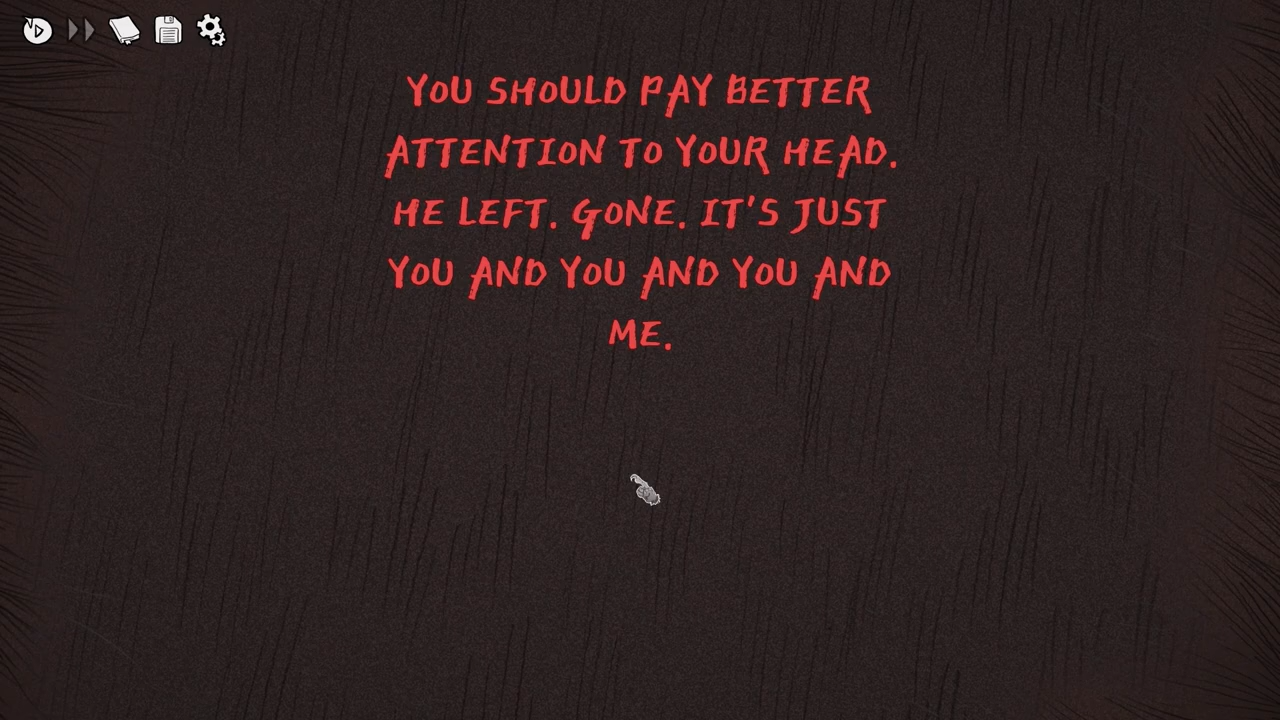 YOU SHOULD PAY BETTER
ATTENTION TO YOUR HEAD.
HE LEFT. GONE. IT'S JUST
YOU AND YOU AND YOU AND
ME.